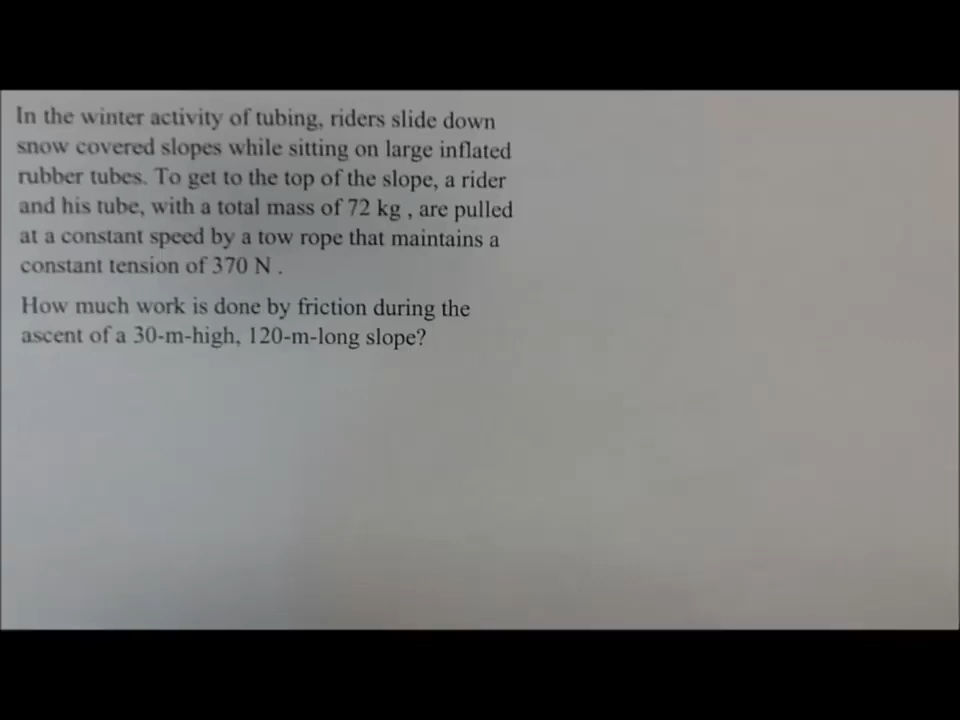 In the winter activity of tubing, riders slide down
snow covered slopes while sitting on large inflated
rubber tubes. To get to the top of the slope, a rider
and his tube, with a total mass of 72 kg , are pulled
at a constant speed by a tow rope that maintains a
constant tension of 370 N .
How much work is done by friction during the
ascent of a 30-m-high, 120-m-long slope?